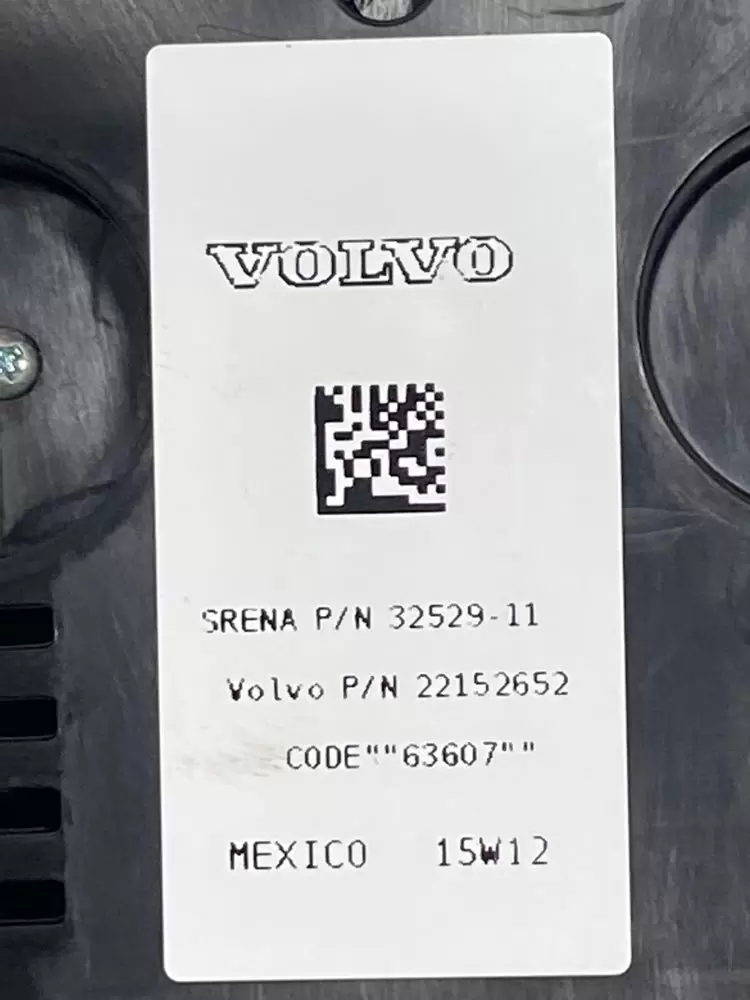 VOLVO
SRENA P/N 32529-11
Volvo P/N 22152652
CODE""63607""
MEXICO 15W12